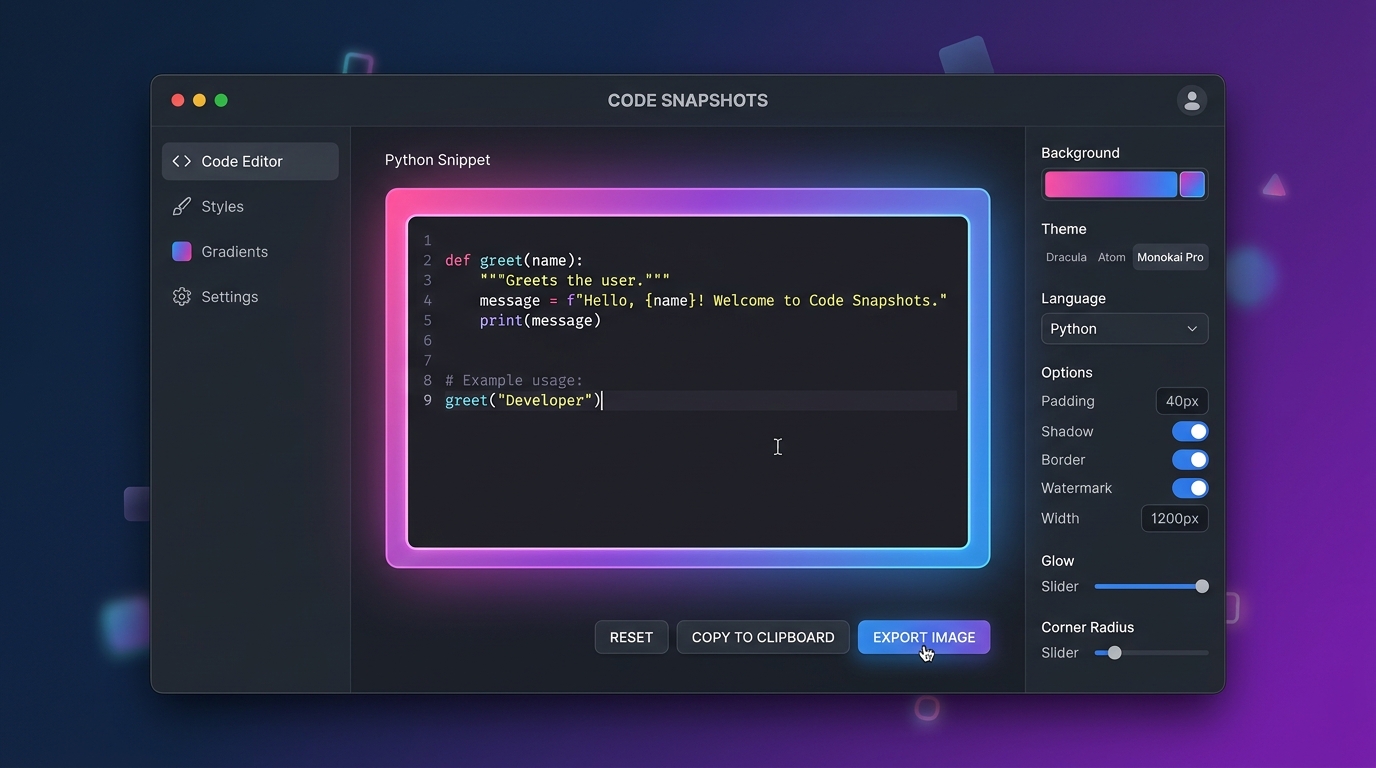 CODE SNAPSHOTS
Code Editor
Styles
Gradients
Settings
Python Snippet
1
2 def greet(name):
3     """Greets the user."""
4     message = f"Hello, {name}! Welcome to Code Snapshots."
5     print(message)
6
7
8 # Example usage:
9 greet("Developer")
RESET
COPY TO CLIPBOARD
EXPORT IMAGE
Background
Theme
Dracula Atom Monokai Pro
Language
Python
Options
Padding 40px
Shadow
Border
Watermark
Width 1200px
Glow
Slider
Corner Radius
Slider